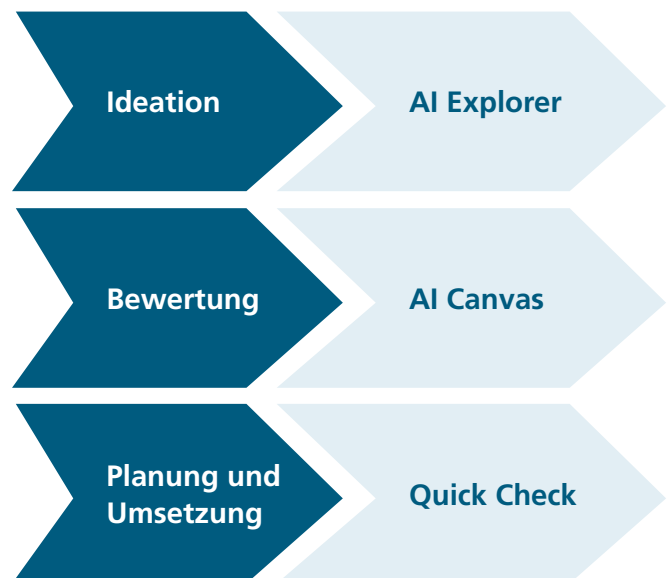 Ideation
AI Explorer
Bewertung
AI Canvas
Planung und
Umsetzung
Quick Check